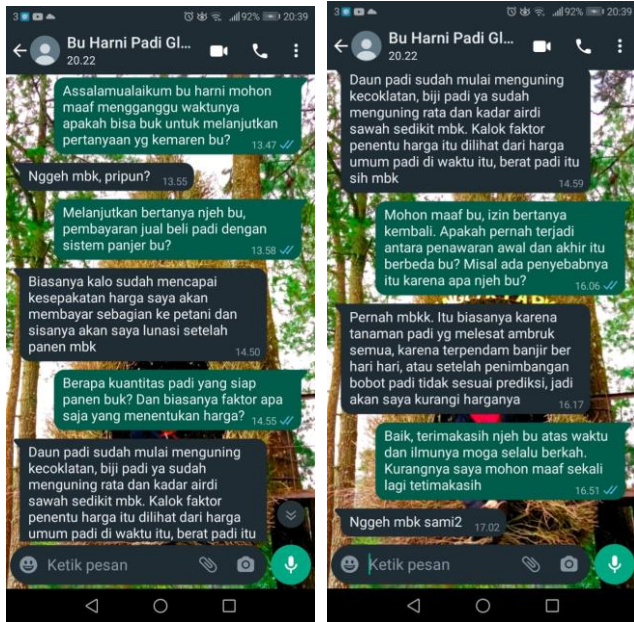 3
92%
20:39
Bu Harni Padi Gl...
20.22
Assalamualaikum bu harni mohon
maaf mengganggu waktunya
apakah bisa buk untuk melanjutkan
pertanyaan yg kemaren bu?
13.47
Nggeh mbk, pripun?
13.55
Melanjutkan bertanya njeh bu,
pembayaran jual beli padi dengan
sistem panjer bu?
13.58
Biasanya kalo sudah mencapai
kesepakatan harga saya akan
membayar sebagian ke petani dan
sisanya akan saya lunasi setelah
panen mbk
14.50
Berapa kuantitas padi yang siap
panen buk? Dan biasanya faktor apa
saja yang menentukan harga?
14.55
Daun padi sudah mulai menguning
kecoklatan, biji padi ya sudah
menguning rata dan kadar airdi
sawah sedikit mbk. Kalok faktor
penentu harga itu dilihat dari harga
umum padi di waktu itu, berat padi itu
Ketik pesan
3
92%
20:39
Bu Harni Padi Gl...
20.22
Daun padi sudah mulai menguning
kecoklatan, biji padi ya sudah
menguning rata dan kadar airdi
sawah sedikit mbk. Kalok faktor
penentu harga itu dilihat dari harga
umum padi di waktu itu, berat padi itu
sih mbk
14.59
Mohon maaf bu, izin bertanya
kembali. Apakah pernah terjadi
antara penawaran awal dan akhir itu
berbeda bu? Misal ada penyebabnya
itu karena apa njeh bu?
16.06
Pernah mbkk. Itu biasanya karena
tanaman padi yg melesat ambruk
semua, karena terpendam banjir ber
hari hari, atau setelah penimbangan
bobot padi tidak sesuai prediksi, jadi
akan saya kurangi harganya
16.17
Baik, terimakasih njeh bu atas waktu
dan ilmunya moga selalu berkah.
Kurangnya saya mohon maaf sekali
lagi tetimakasih
16.51
Nggeh mbk sami2
17.02
Ketik pesan